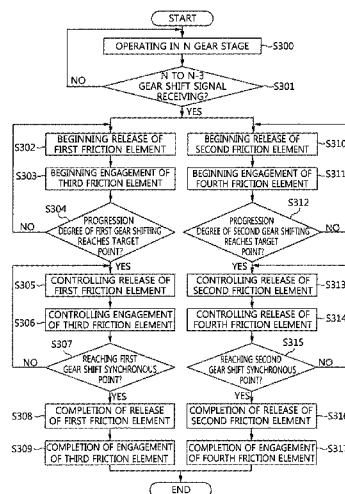 START
OPERATING IN N GEAR STAGE
S300
N TO N-3
GEAR SHIFT SIGNAL
RECEIVING?
S301
NO
YES
S302
BEGINNING RELEASE OF
FIRST FRICTION ELEMENT
BEGINNING RELEASE OF
SECOND FRICTION ELEMENT
S310
S303
BEGINNING ENGAGEMENT OF
THIRD FRICTION ELEMENT
BEGINNING ENGAGEMENT OF
FOURTH FRICTION ELEMENT
S311
S304
PROGRESSION
DEGREE OF FIRST GEAR SHIFTING
REACHES TARGET
POINT?
NO
YES
S312
PROGRESSION
DEGREE OF SECOND GEAR SHIFTING
REACHES TARGET
POINT?
NO
YES
S305
CONTROLLING RELEASE OF
FIRST FRICTION ELEMENT
CONTROLLING RELEASE OF
SECOND FRICTION ELEMENT
S313
S306
CONTROLLING ENGAGEMENT
OF THIRD FRICTION ELEMENT
CONTROLLING RELEASE OF
FOURTH FRICTION ELEMENT
S314
S307
REACHING FIRST
GEAR SHIFT SYNCHRONOUS
POINT?
NO
YES
S315
REACHING SECOND
GEAR SHIFT SYNCHRONOUS
POINT?
NO
YES
S308
COMPLETION OF RELEASE
OF FIRST FRICTION ELEMENT
COMPLETION OF RELEASE OF
SECOND FRICTION ELEMENT
S316
S309
COMPLETION OF ENGAGEMENT
OF THIRD FRICTION ELEMENT
COMPLETION OF ENGAGEMENT
OF FOURTH FRICTION ELEMENT
S317
END